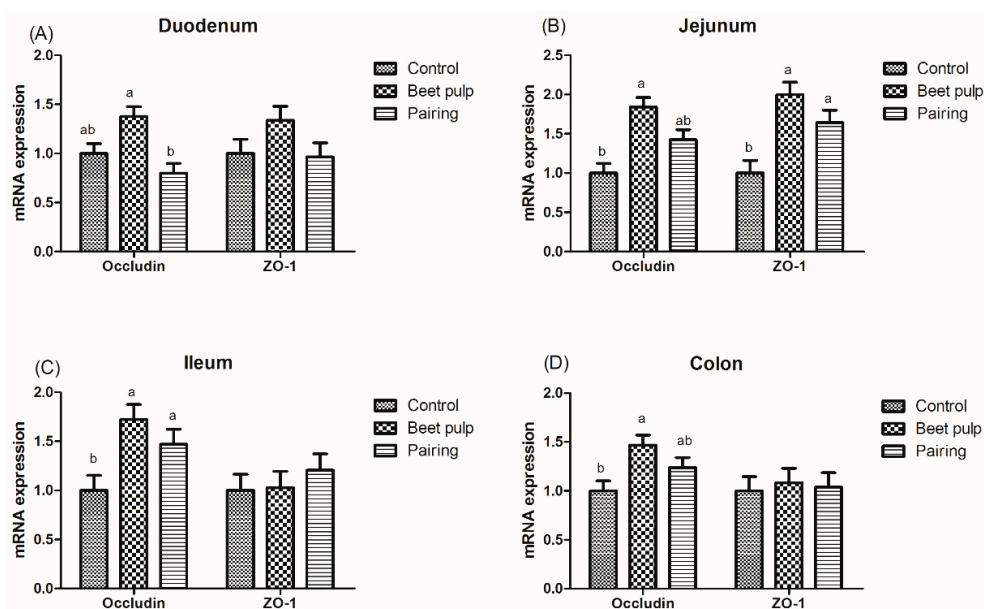 (A)
Duodenum
mRNA expression
2.0
1.5
1.0
0.5
0.0
ab
a
b
Occludin
ZO-1
Control
Beet pulp
Pairing
(B)
Jejunum
mRNA expression
2.5
2.0
1.5
1.0
0.5
0.0
b
a
ab
b
a
a
Occludin
ZO-1
Control
Beet pulp
Pairing
(C)
Ileum
mRNA expression
2.0
1.5
1.0
0.5
0.0
b
a
a
Occludin
ZO-1
Control
Beet pulp
Pairing
(D)
Colon
mRNA expression
2.0
1.5
1.0
0.5
0.0
b
a
ab
Occludin
ZO-1
Control
Beet pulp
Pairing